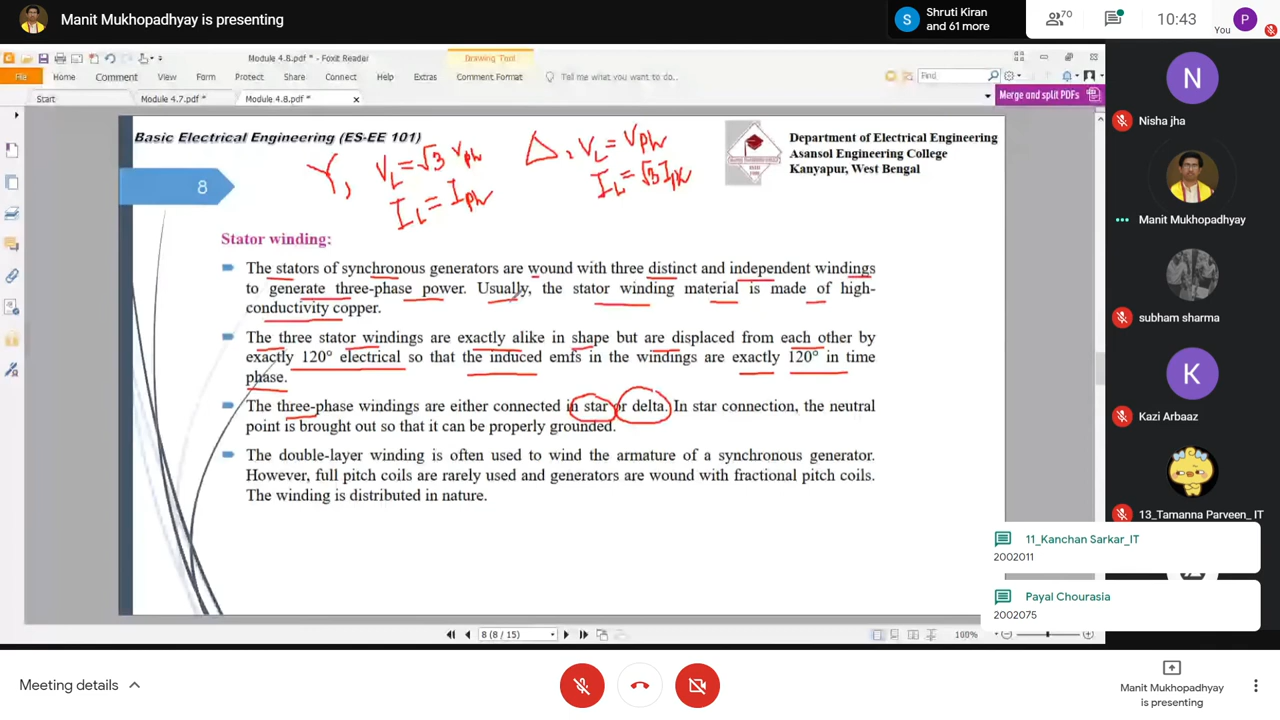 Manit Mukhopadhyay is presenting
S
Shruti Kiran
and 61 more
70
10:43
You
P
Module 4.8.pdf * - Foxit Reader
Drawing Tool
File
Home
Comment
View
Form
Protect
Share
Connect
Help
Extras
Comment Format
Tell me what you want to do..
Find
Start
Module 4.7.pdf *
Module 4.8.pdf *
Merge and split PDFs
Basic Electrical Engineering (ES-EE 101)
Department of Electrical Engineering
Asansol Engineering College
Kanyapur, West Bengal
8
Y, VL = √3 Vph
IL = Iph
Δ, VL = Vph
IL = √3 Iph
Stator winding:
The stators of synchronous generators are wound with three distinct and independent windings
to generate three-phase power. Usually, the stator winding material is made of high-
conductivity copper.
The three stator windings are exactly alike in shape but are displaced from each other by
exactly 120° electrical so that the induced emfs in the windings are exactly 120° in time
phase.
The three-phase windings are either connected in star or delta. In star connection, the neutral
point is brought out so that it can be properly grounded.
The double-layer winding is often used to wind the armature of a synchronous generator.
However, full pitch coils are rarely used and generators are wound with fractional pitch coils.
The winding is distributed in nature.
8 (8 / 15)
100%
N
Nisha jha
Manit Mukhopadhyay
subham sharma
K
Kazi Arbaaz
13_Tamanna Parveen_ IT
11_Kanchan Sarkar_IT
2002011
Payal Chourasia
2002075
Meeting details
Manit Mukhopadhyay
is presenting